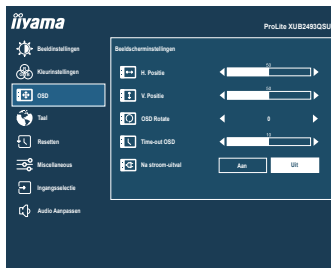 iiyama
ProLite XUB2493QSU
Beeldinstellingen
Kleurinstellingen
OSD
Taal
Resetten
Miscellaneous
Ingangsselectie
Audio Aanpassen
Beeldscherminstellingen
H. Positie 50
V. Positie 50
OSD Rotate 0
Time-out OSD 10
Na stroom-uitval Aan Uit